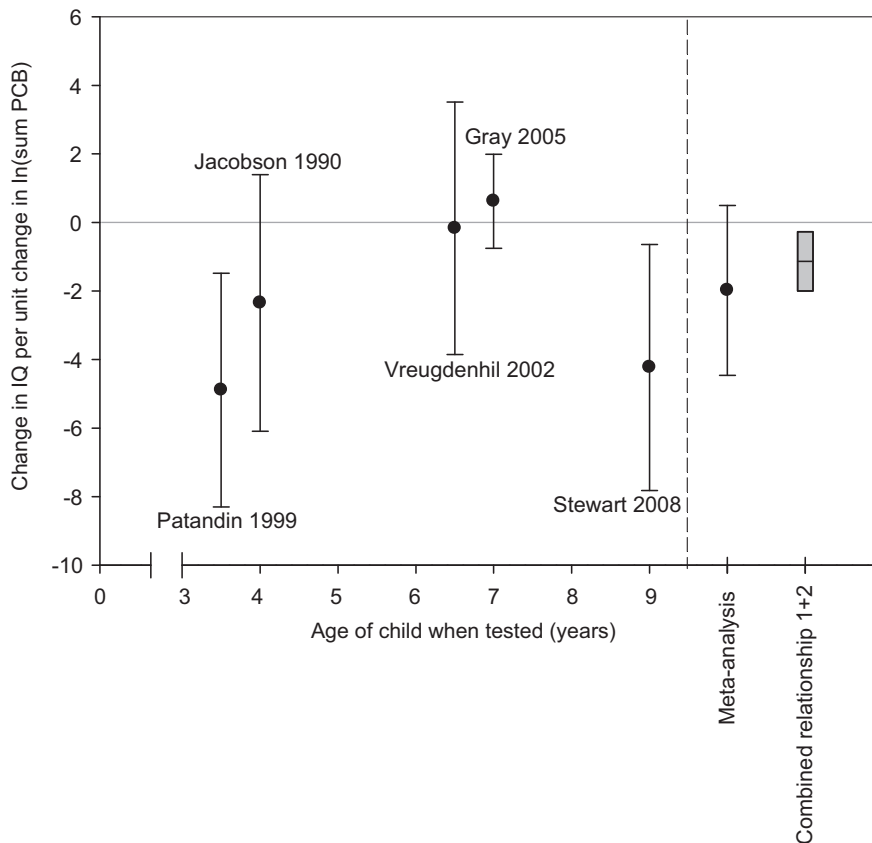 Change in IQ per unit change in ln(sum PCB)
6
4
2
0
-2
-4
-6
-8
-10
Jacobson 1990
Gray 2005
Vreugdenhil 2002
Stewart 2008
Patandin 1999
0 3 4 5 6 7 8 9
Age of child when tested (years)
Meta-analysis
Combined relationship 1+2